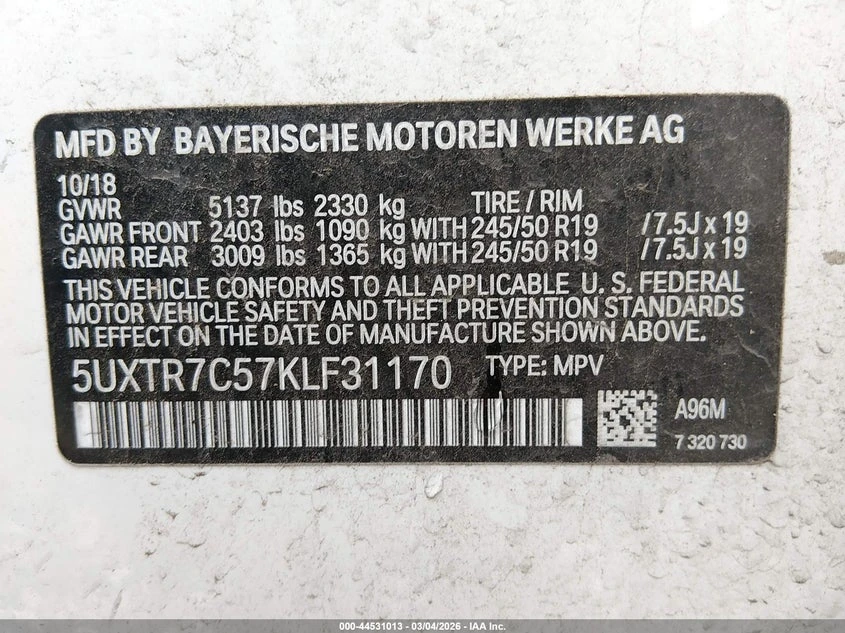 MFD BY BAYERISCHE MOTOREN WERKE AG
10/18
GVWR 5137 lbs 2330 kg TIRE / RIM
GAWR FRONT 2403 lbs 1090 kg WITH 245/50 R19 / 7.5J x 19
GAWR REAR 3009 lbs 1365 kg WITH 245/50 R19 / 7.5J x 19
THIS VEHICLE CONFORMS TO ALL APPLICABLE U. S. FEDERAL
MOTOR VEHICLE SAFETY AND THEFT PREVENTION STANDARDS
IN EFFECT ON THE DATE OF MANUFACTURE SHOWN ABOVE.
5UXTR7C57KLF31170 TYPE: MPV
A96M
7 320 730
000-44531013 - 03/04/2026 - IAA Inc.